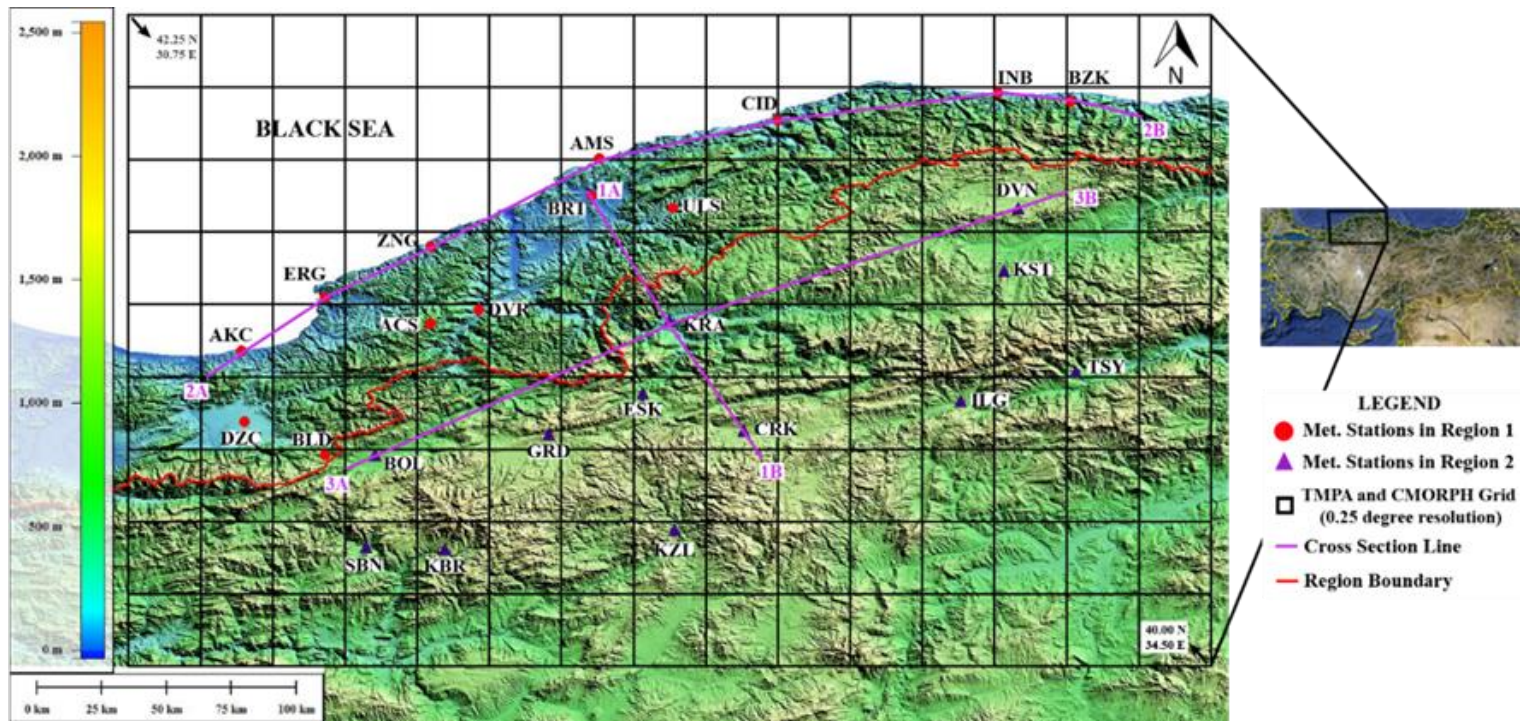 2,500 m
2,000 m
1,500 m
1,000 m
500 m
0 m
42.25 N
30.75 E
N
BLACK SEA
INB
BZK
CID
2B
AMS
1A
BRT
ULS
DVN
3B
ZNG
KST
ERG
ACS
DVR
KRA
AKC
2A
TSY
ESK
ILG
DZC
BLD
GRD
CRK
BOL
3A
1B
SBN
KBR
KZL
40.00 N
34.50 E
0 km
25 km
50 km
75 km
100 km
LEGEND
Met. Stations in Region 1
Met. Stations in Region 2
TMPA and CMORPH Grid
(0.25 degree resolution)
Cross Section Line
Region Boundary